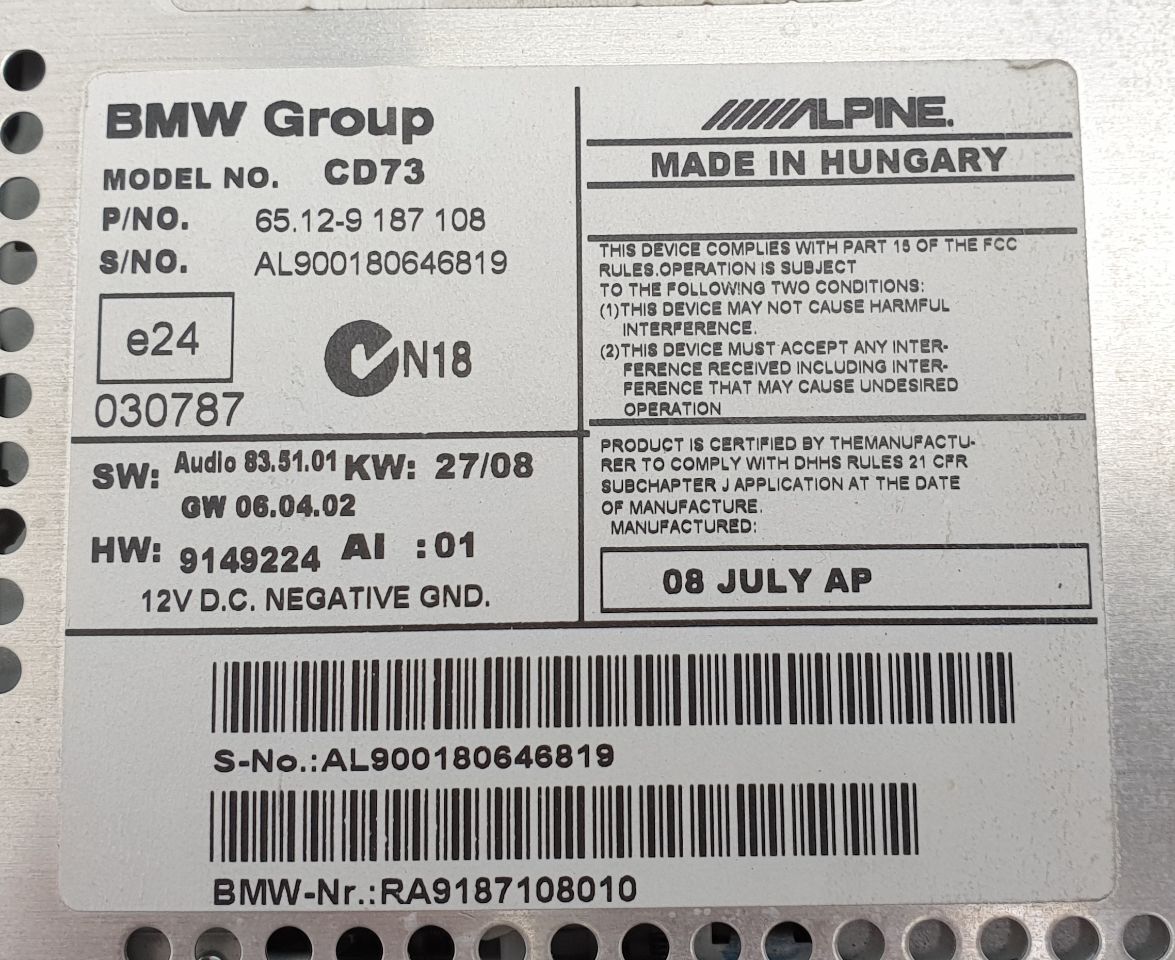 BMW Group
MODEL NO. CD73
P/NO. 65.12-9 187 108
S/NO. AL900180646819
e24
N18
030787
SW: Audio 83.51.01 KW: 27/08
GW 06.04.02
HW: 9149224 AI :01
12V D.C. NEGATIVE GND.
ALPINE.
MADE IN HUNGARY
THIS DEVICE COMPLIES WITH PART 15 OF THE FCC
RULES.OPERATION IS SUBJECT
TO THE FOLLOWING TWO CONDITIONS:
(1)THIS DEVICE MAY NOT CAUSE HARMFUL
INTERFERENCE.
(2)THIS DEVICE MUST ACCEPT ANY INTER-
FERENCE RECEIVED INCLUDING INTER-
FERENCE THAT MAY CAUSE UNDESIRED
OPERATION
PRODUCT IS CERTIFIED BY THEMANUFACTU-
RER TO COMPLY WITH DHHS RULES 21 CFR
SUBCHAPTER J APPLICATION AT THE DATE
OF MANUFACTURE.
MANUFACTURED:
08 JULY AP
S-No.:AL900180646819
BMW-Nr.:RA9187108010